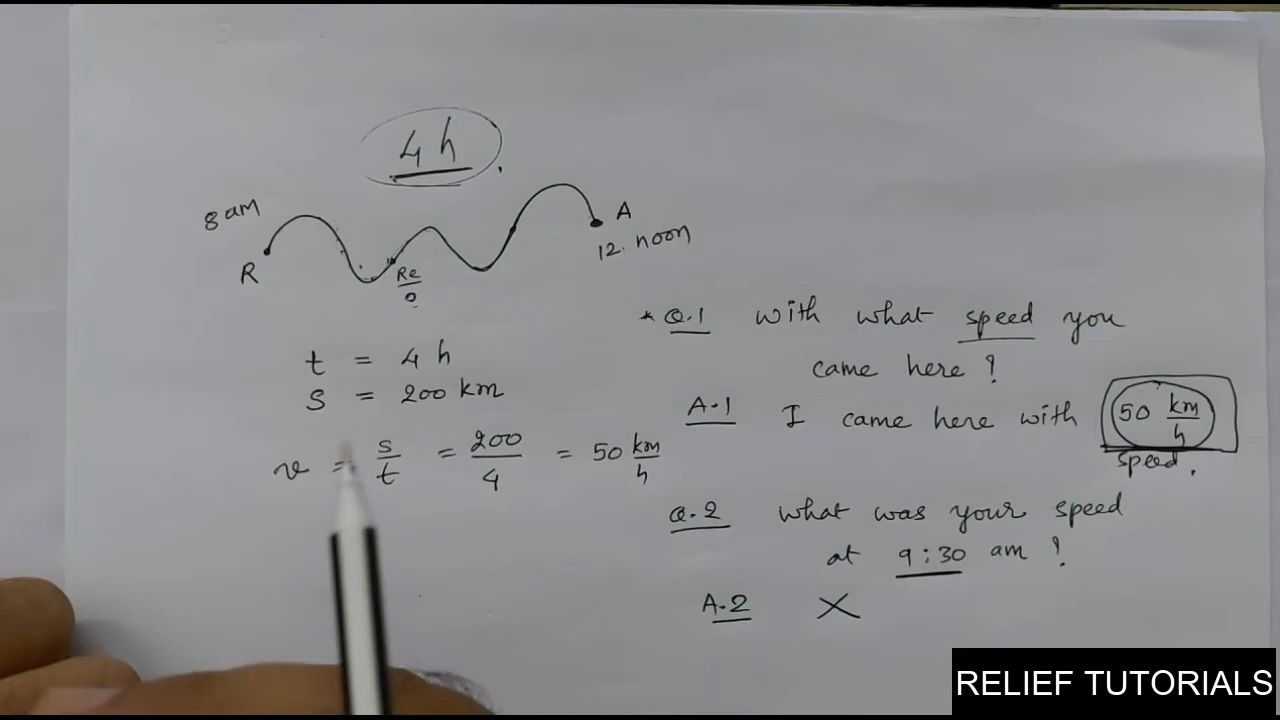 4 h
8 am
R
Re
0
A
12. noon
t = 4 h
S = 200 km
v = s/t = 200/4 = 50 km/h
* Q.1 With what speed you
came here ?
A.1 I came here with 50 km/h
speed.
Q.2 What was your speed
at 9:30 am ?
A.2 X
RELIEF TUTORIALS